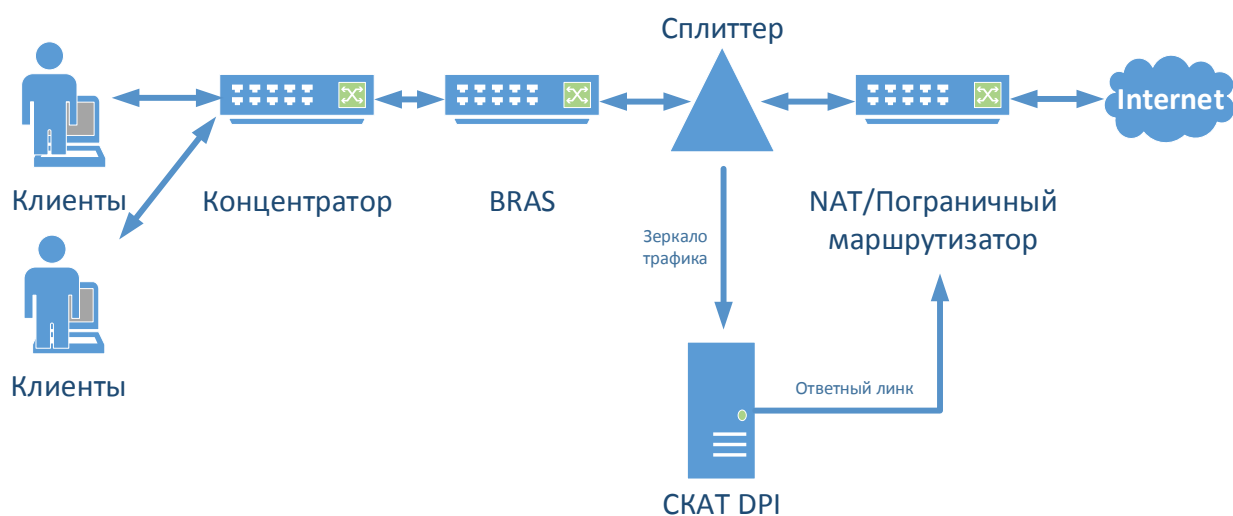 Сплиттер
Internet
Клиенты
Концентратор
BRAS
NAT/Пограничный
маршрутизатор
Зеркало
трафика
Клиенты
Ответный линк
СКАТ DPI